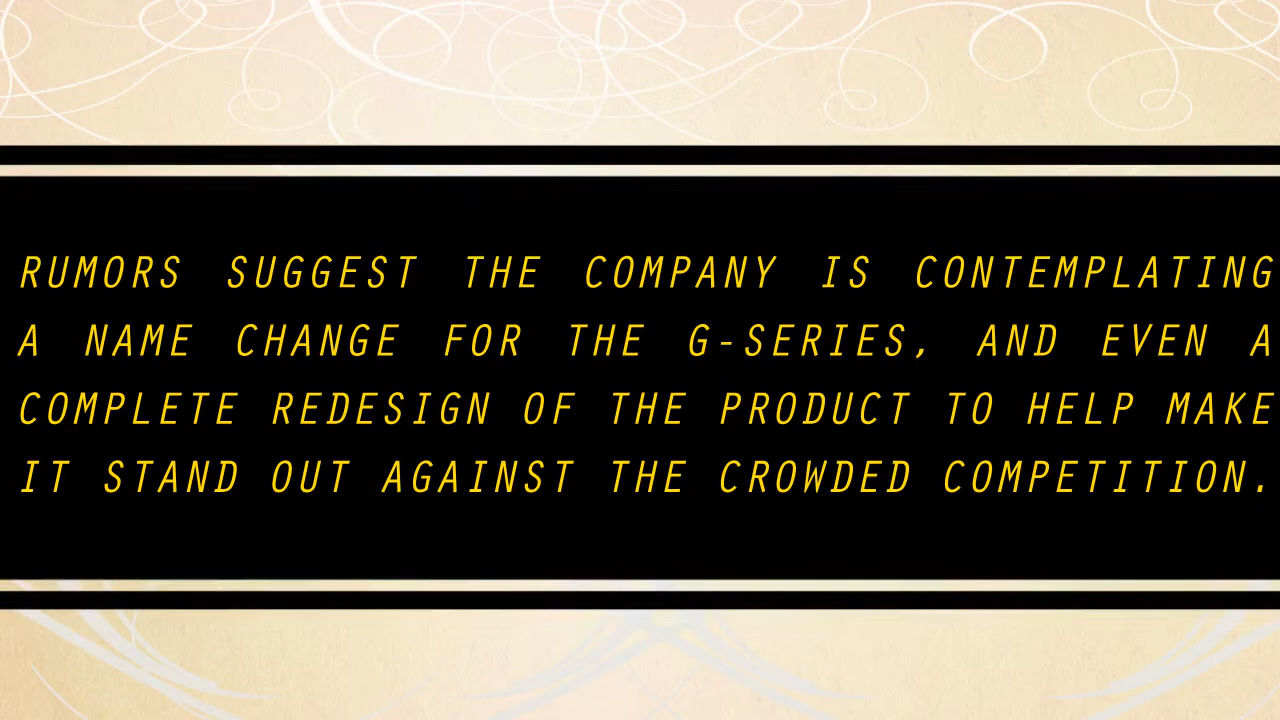 RUMORS SUGGEST THE COMPANY IS CONTEMPLATING
A NAME CHANGE FOR THE G-SERIES, AND EVEN A
COMPLETE REDESIGN OF THE PRODUCT TO HELP MAKE
IT STAND OUT AGAINST THE CROWDED COMPETITION.